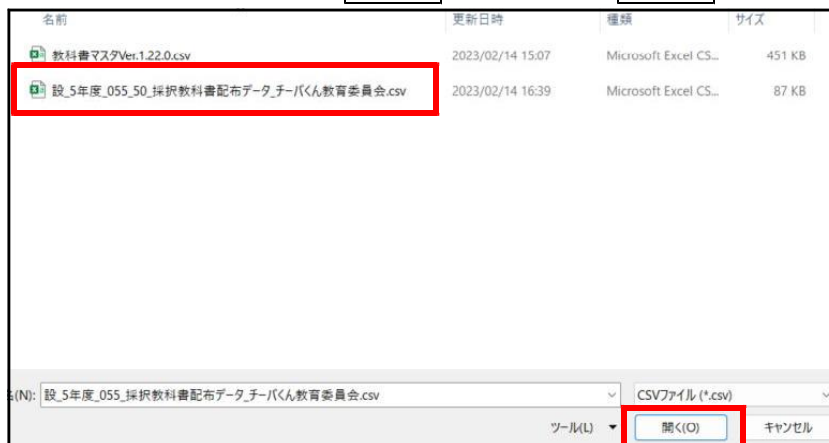 名前 更新日時 種類 サイズ
教科書マスタVer.1.22.0.csv 2023/02/14 15:07 Microsoft Excel CS... 451 KB
設_5年度_055_50_採択教科書配布データ_チーバくん教育委員会.csv 2023/02/14 16:39 Microsoft Excel CS... 87 KB
(N): 設_5年度_055_採択教科書配布データ_チーバくん教育委員会.csv CSVファイル (*.csv)
ツール(L) 開く(O) キャンセル